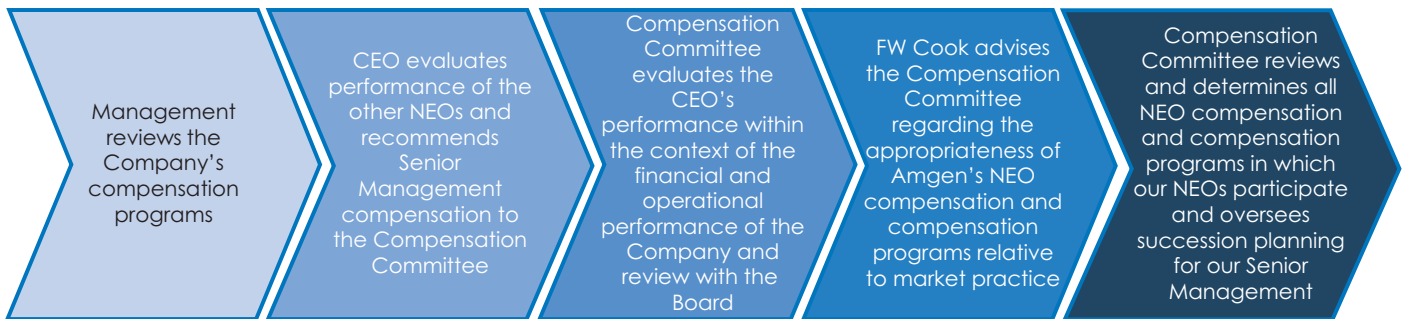 Management
reviews the
Company’s
compensation
programs
CEO evaluates
performance of the
other NEOs and
recommends
Senior
Management
compensation to
the Compensation
Committee
Compensation
Committee
evaluates the
CEO’s
performance within
the context of the
financial and
operational
performance of the
Company and
review with the
Board
FW Cook advises
the Compensation
Committee
regarding the
appropriateness of
Amgen’s NEO
compensation and
compensation
programs relative
to market practice
Compensation
Committee reviews
and determines all
NEO compensation
and compensation
programs in which
our NEOs participate
and oversees
succession planning
for our Senior
Management